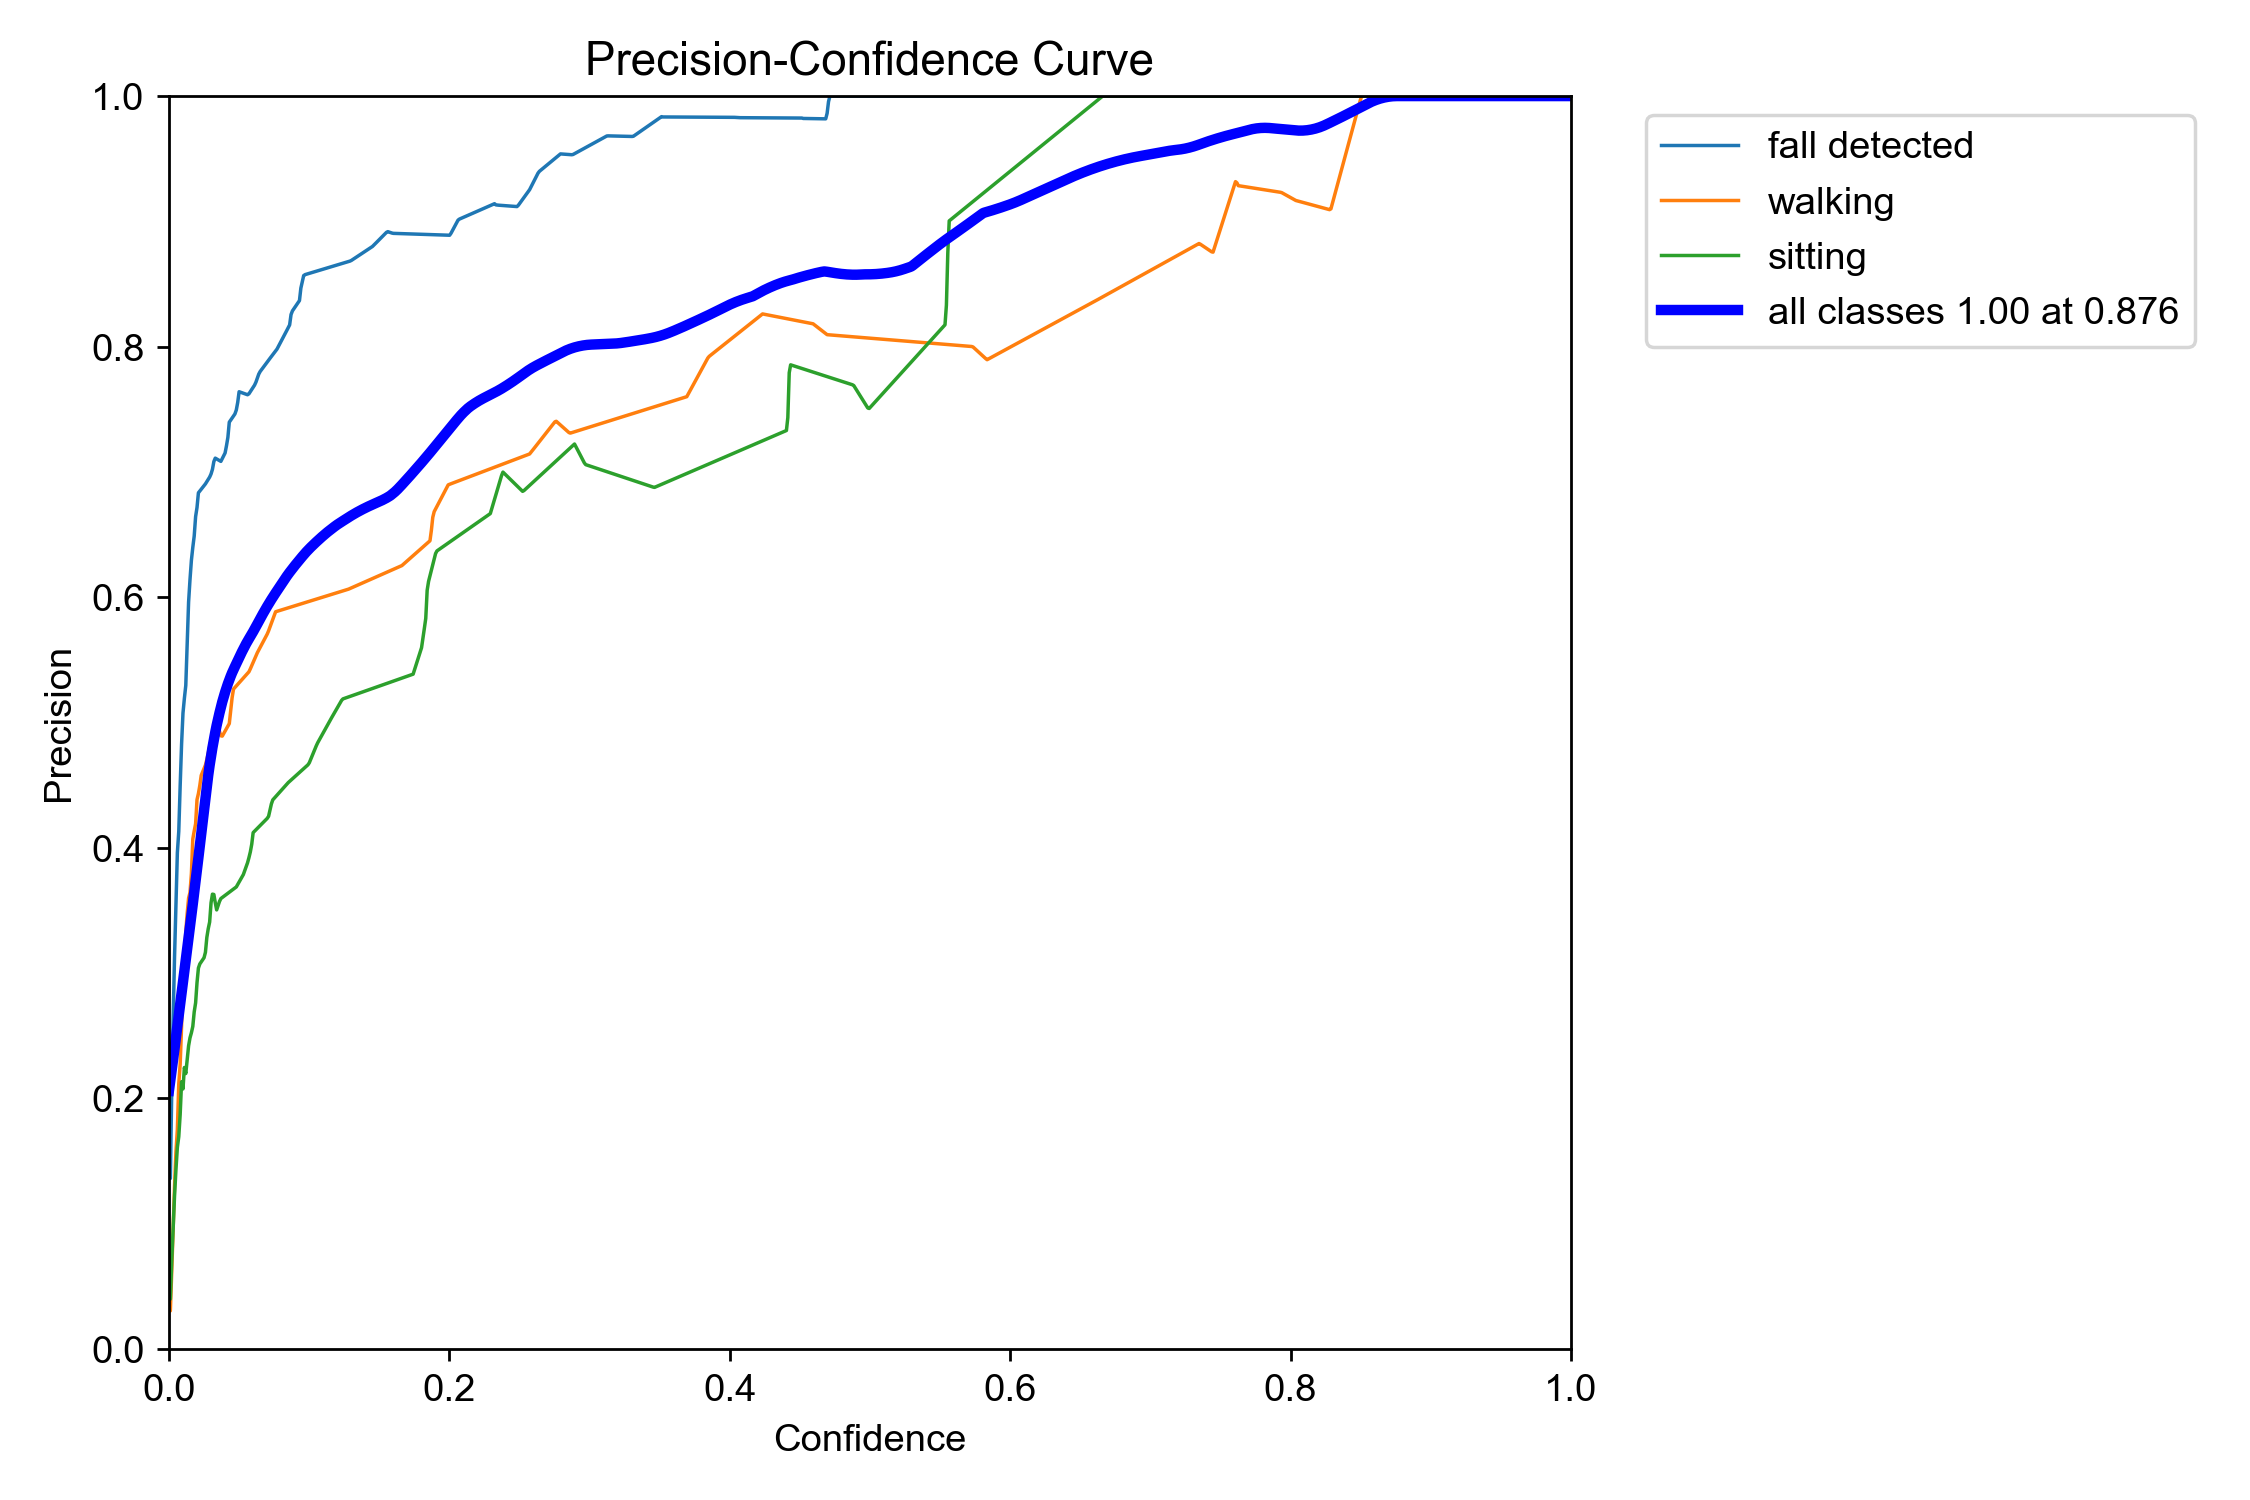 Precision-Confidence Curve
1.0
0.8
0.6
0.4
0.2
0.0
Precision
0.0 0.2 0.4 0.6 0.8 1.0
Confidence
fall detected
walking
sitting
all classes 1.00 at 0.876